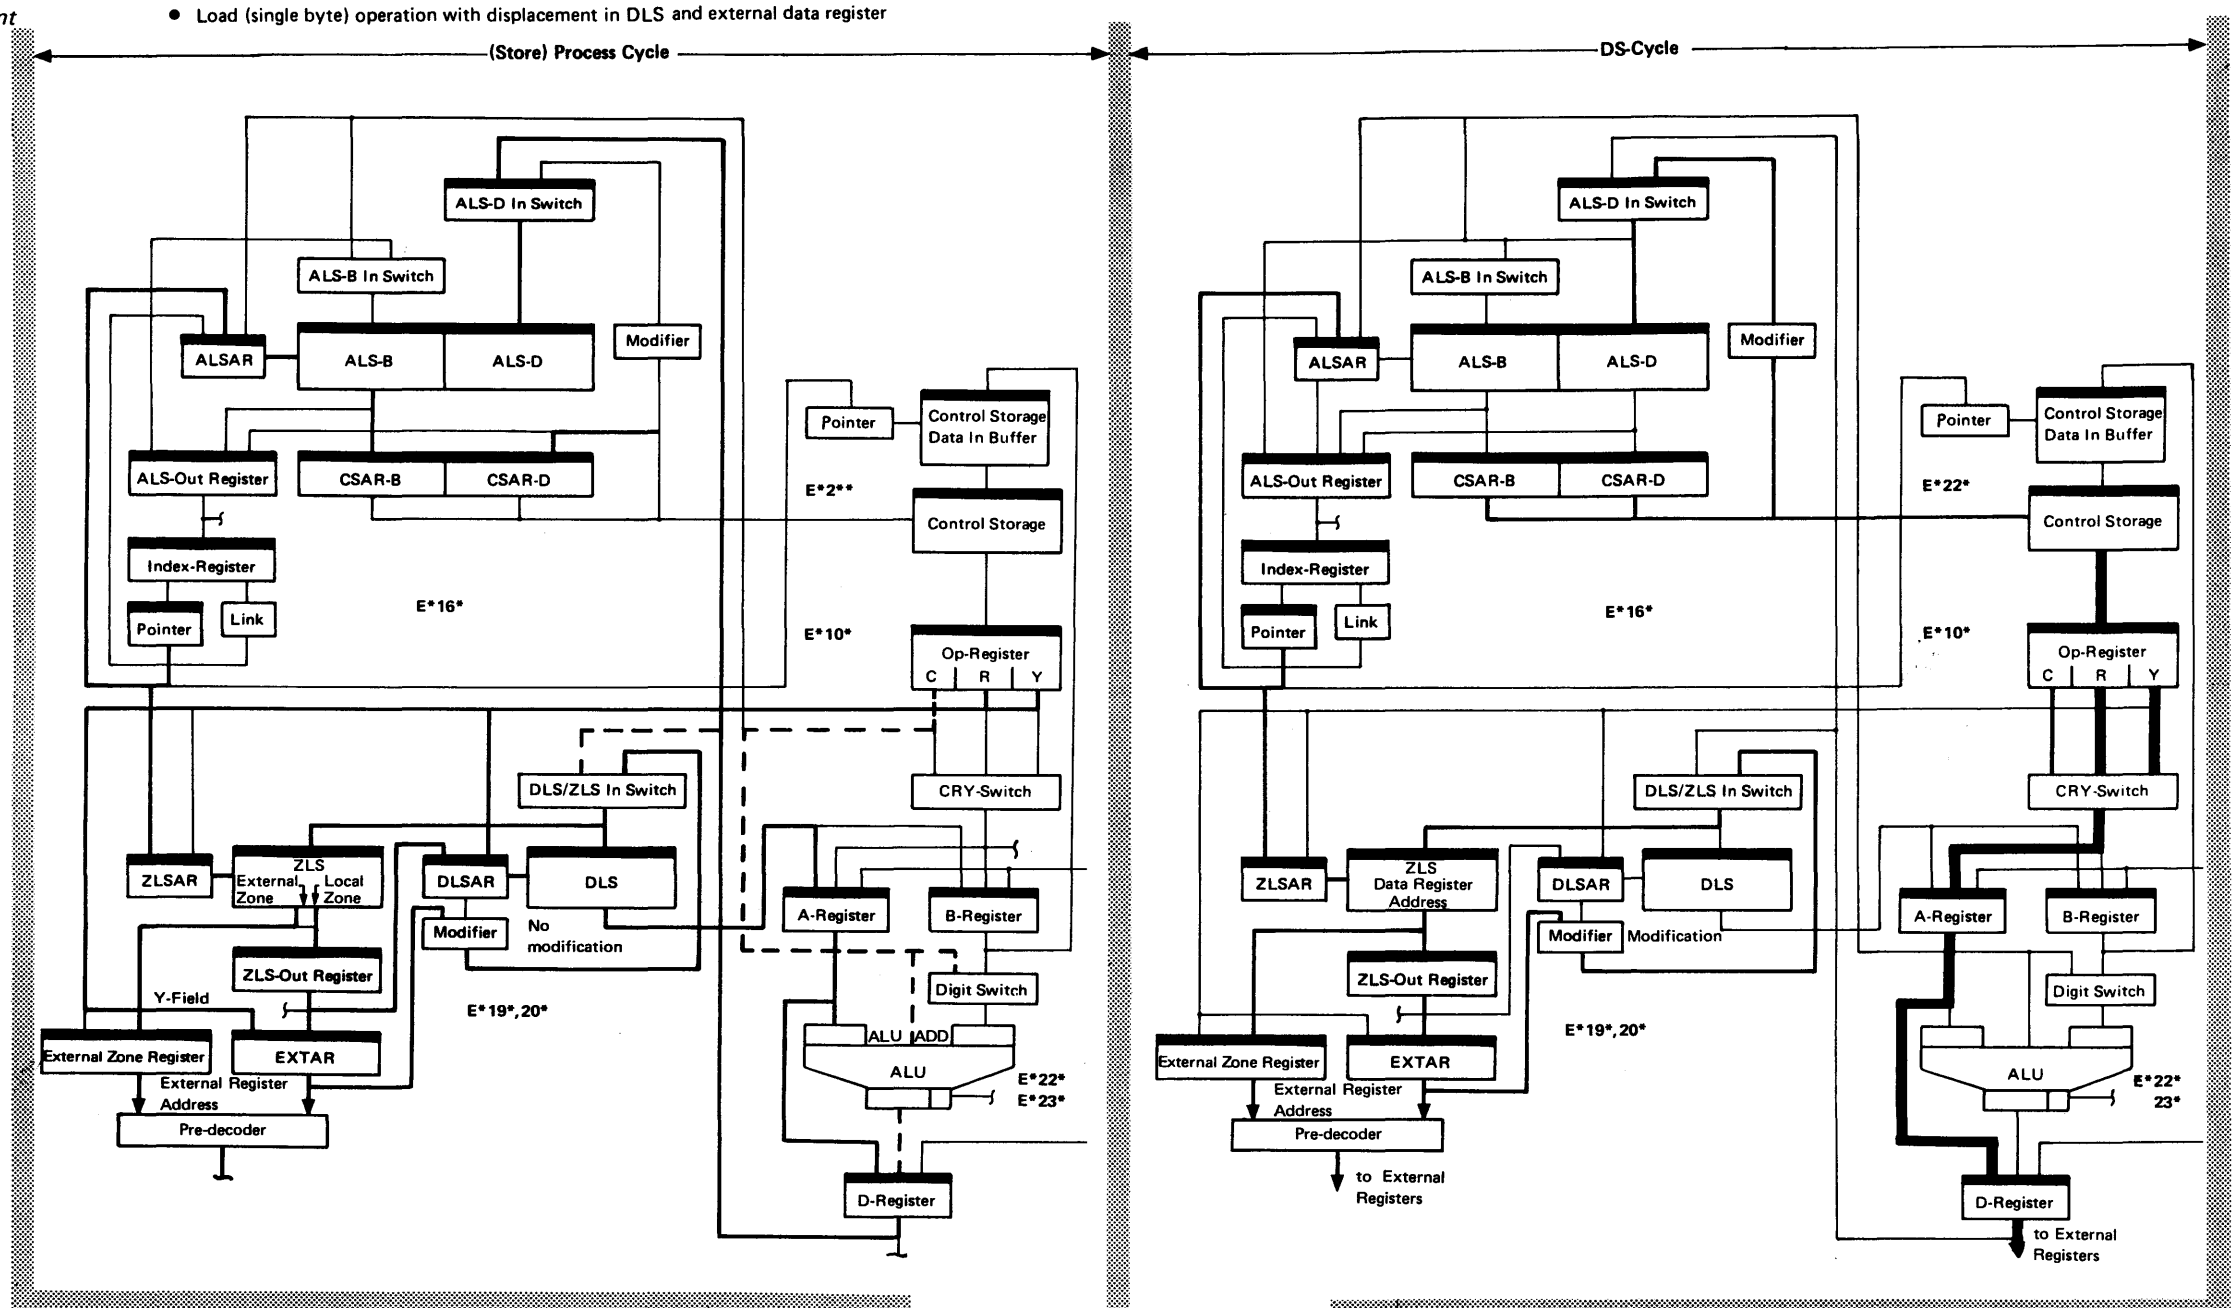 nt
● Load (single byte) operation with displacement in DLS and external data register
(Store) Process Cycle
ALS-D In Switch
ALS-B In Switch
ALSAR
ALS-B
ALS-D
Modifier
Pointer
Control Storage
Data In Buffer
ALS-Out Register
CSAR-B
CSAR-D
E*2**
Control Storage
Index-Register
Pointer
Link
E*16*
E*10*
Op-Register
C
R
Y
DLS/ZLS In Switch
CRY-Switch
ZLSAR
ZLS
External
Zone
Local
Zone
DLSAR
DLS
A-Register
B-Register
Modifier
No
modification
ZLS-Out Register
Digit Switch
Y-Field
E*19*,20*
External Zone Register
EXTAR
ALU
ADD
ALU
External Register
Address
E*22*
E*23*
Pre-decoder
D-Register
DS-Cycle
ALS-D In Switch
ALS-B In Switch
ALSAR
ALS-B
ALS-D
Modifier
Pointer
Control Storage
Data In Buffer
ALS-Out Register
CSAR-B
CSAR-D
E*22*
Control Storage
Index-Register
Pointer
Link
E*16*
E*10*
Op-Register
C
R
Y
DLS/ZLS In Switch
CRY-Switch
ZLSAR
ZLS
Data Register
Address
DLSAR
DLS
A-Register
B-Register
Modifier
Modification
ZLS-Out Register
Digit Switch
E*19*,20*
External Zone Register
EXTAR
ALU
External Register
Address
E*22*
23*
Pre-decoder
to External
Registers
D-Register
to External
Registers